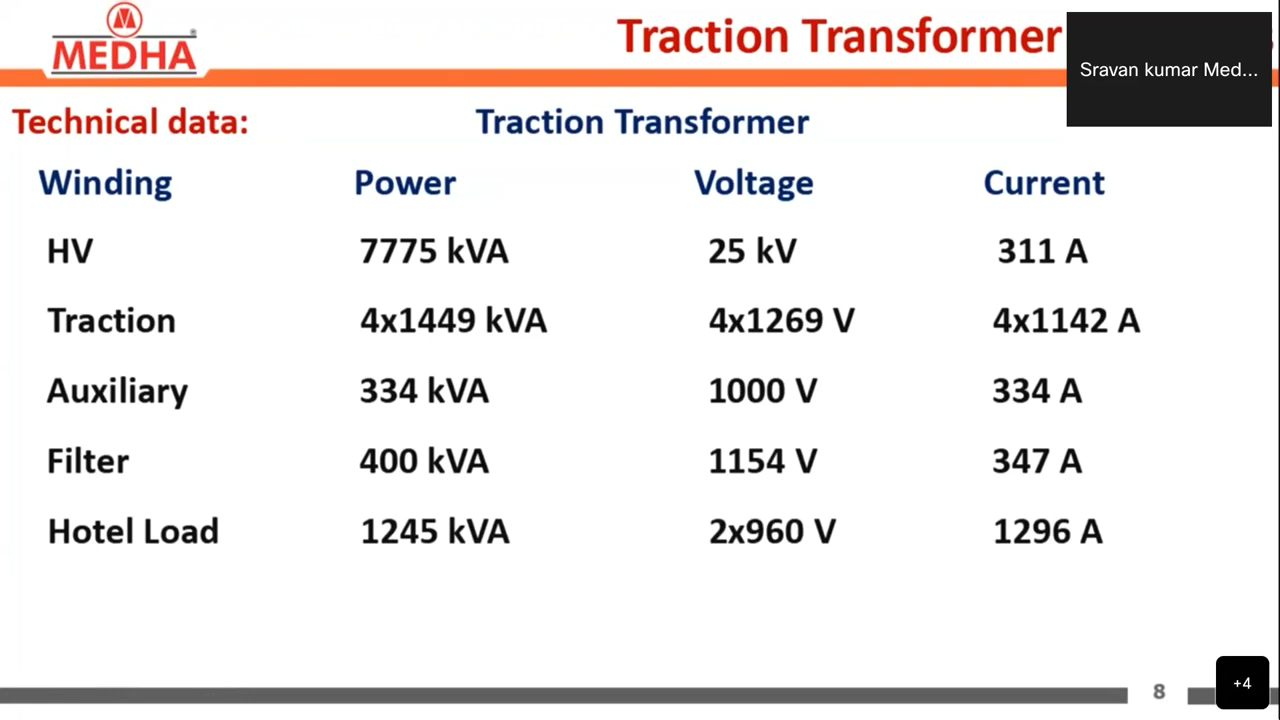 MEDHA
Traction Transformer
Sravan kumar Med...
Technical data:
Traction Transformer
Winding Power Voltage Current
HV 7775 kVA 25 kV 311 A
Traction 4x1449 kVA 4x1269 V 4x1142 A
Auxiliary 334 kVA 1000 V 334 A
Filter 400 kVA 1154 V 347 A
Hotel Load 1245 kVA 2x960 V 1296 A
8
+4